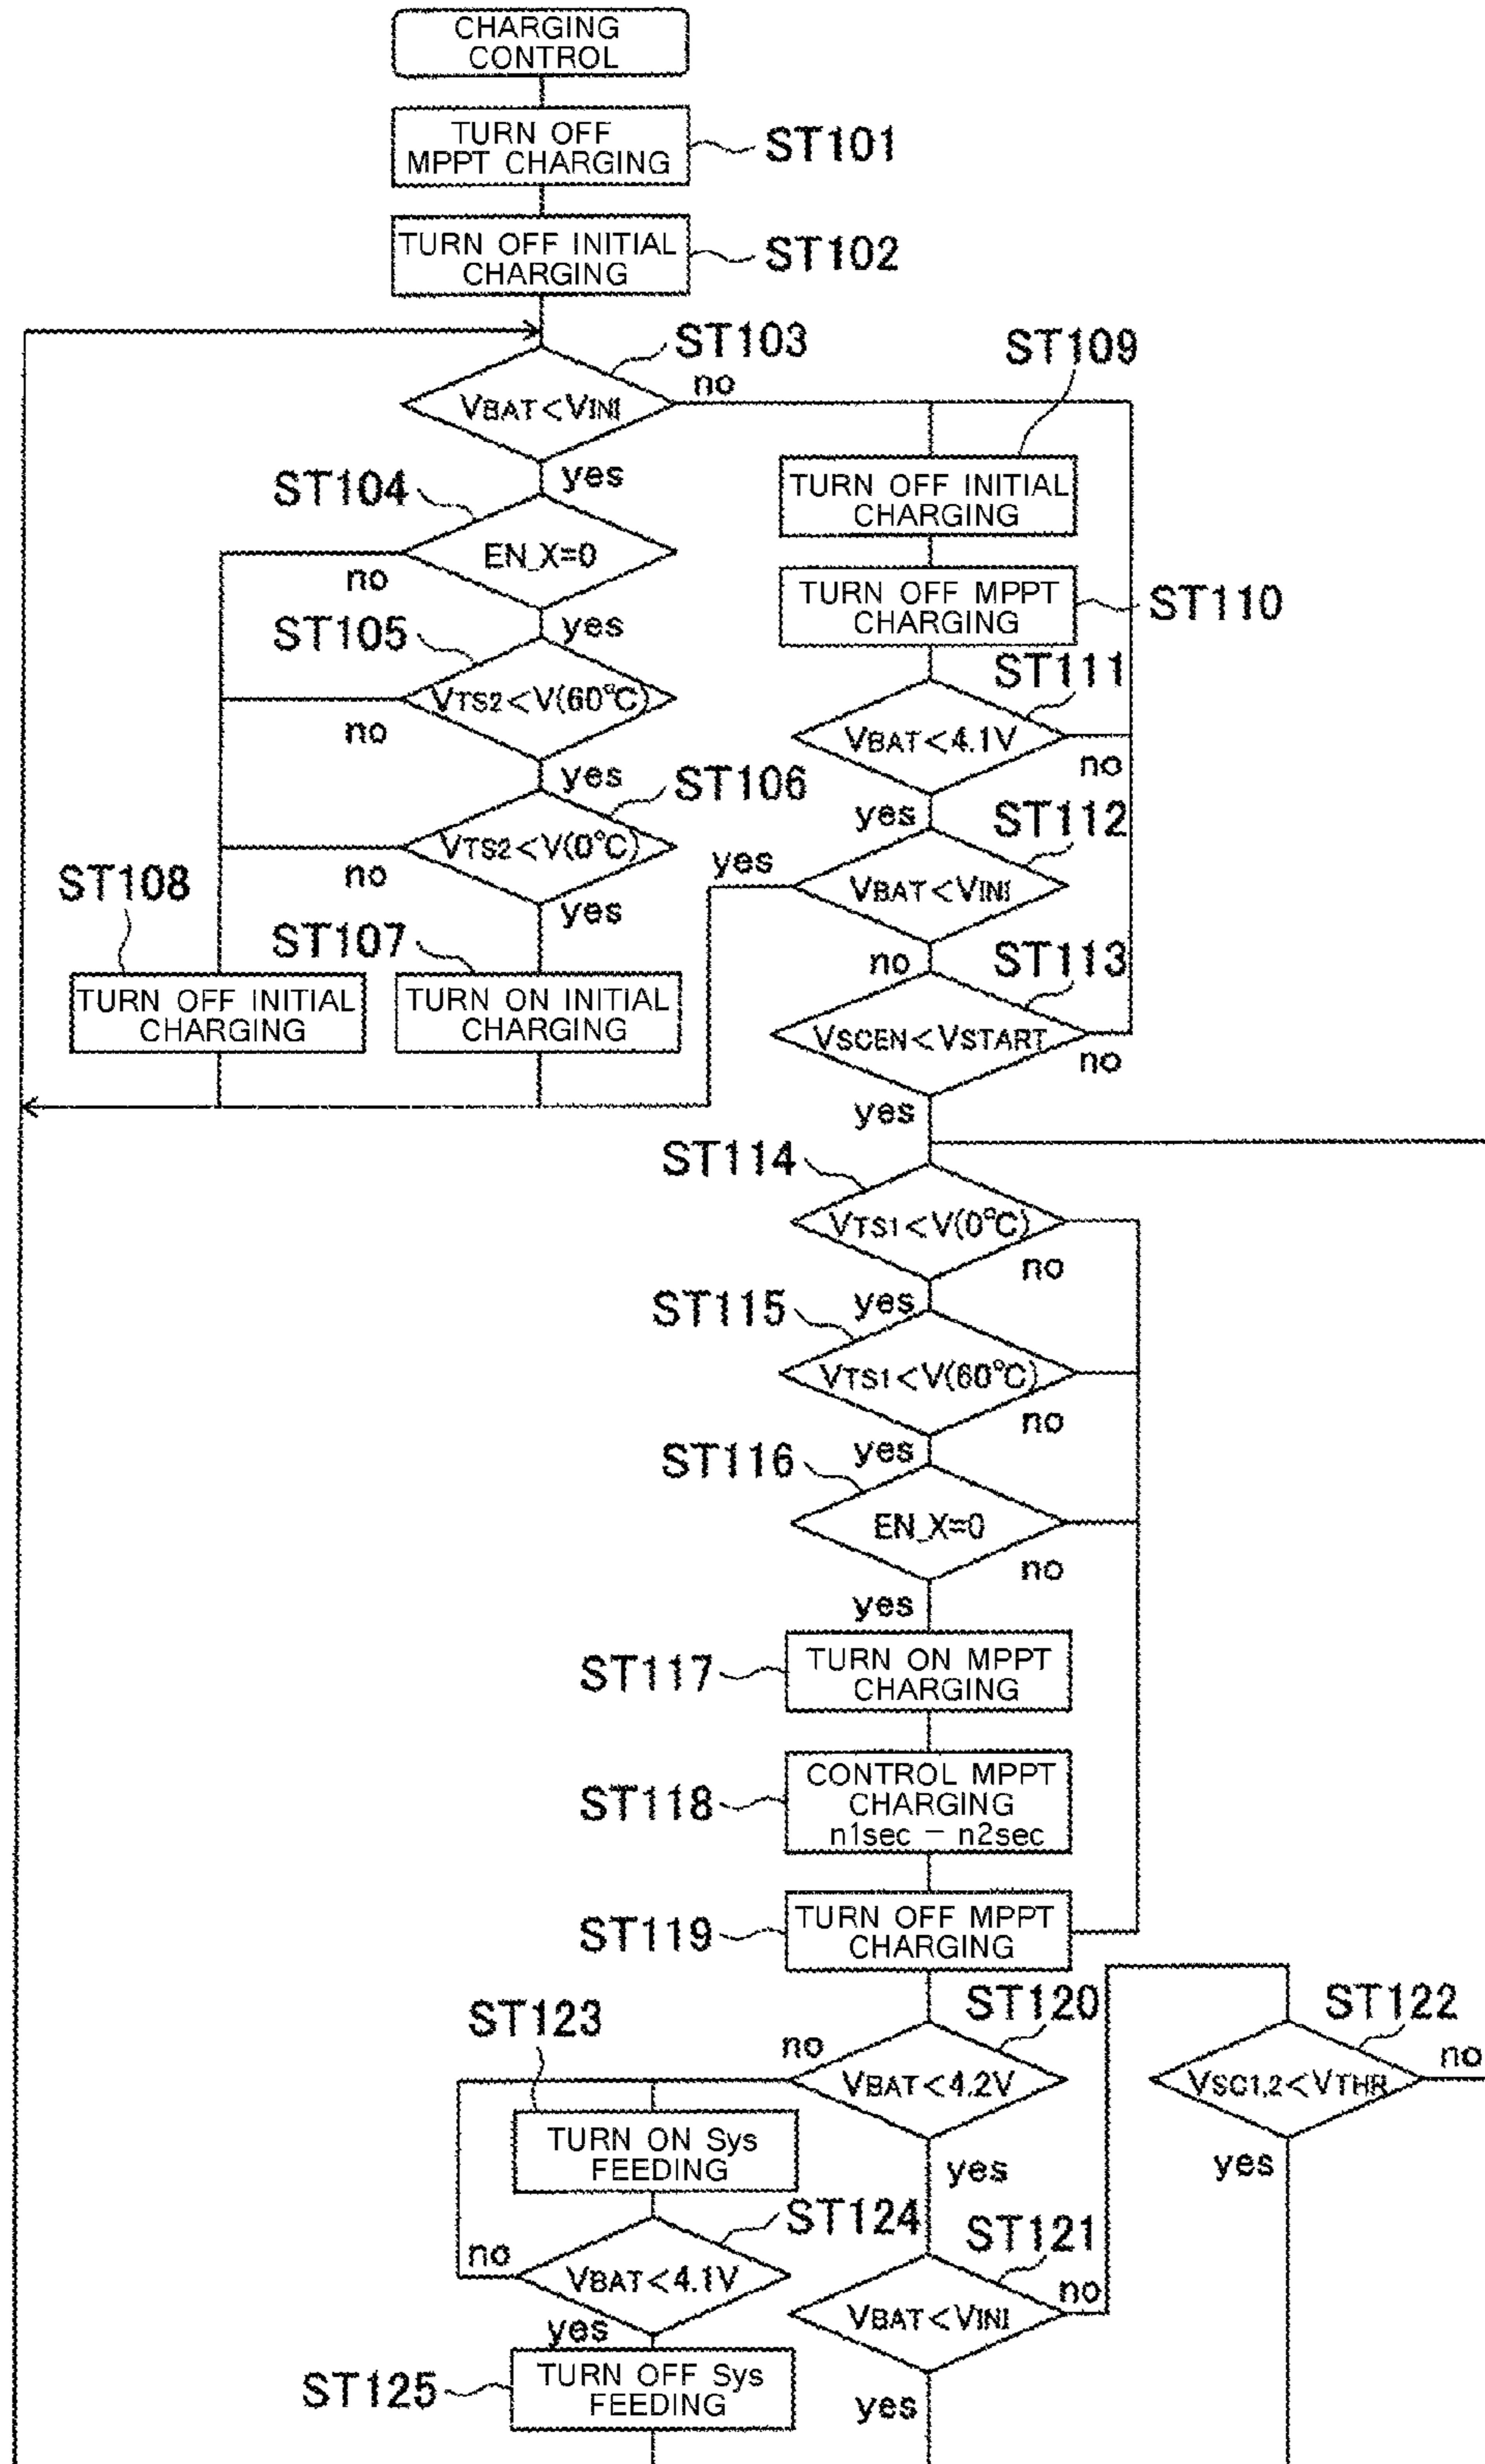 CHARGING
CONTROL
TURN OFF
MPPT CHARGING
ST101
TURN OFF INITIAL
CHARGING
ST102
ST103
VBAT<VINI
no
yes
ST104
EN_X=0
no
yes
ST105
VTS2<V(60°C)
no
yes
ST106
VTS2<V(0°C)
no
yes
ST107
TURN ON INITIAL
CHARGING
ST108
TURN OFF INITIAL
CHARGING
ST109
TURN OFF INITIAL
CHARGING
TURN OFF MPPT
CHARGING
ST110
ST111
VBAT<4.1V
no
yes
ST112
VBAT<VINI
yes
no
ST113
VSCEN<VSTART
no
yes
ST114
VTS1<V(0°C)
no
yes
ST115
VTS1<V(60°C)
no
yes
ST116
EN_X=0
no
yes
ST117
TURN ON MPPT
CHARGING
ST118
CONTROL MPPT
CHARGING
n1sec – n2sec
ST119
TURN OFF MPPT
CHARGING
ST120
VBAT<4.2V
no
yes
ST121
VBAT<VINI
no
yes
ST122
VSC1,2<VTHR
no
yes
ST123
TURN ON Sys
FEEDING
ST124
VBAT<4.1V
no
yes
ST125
TURN OFF Sys
FEEDING